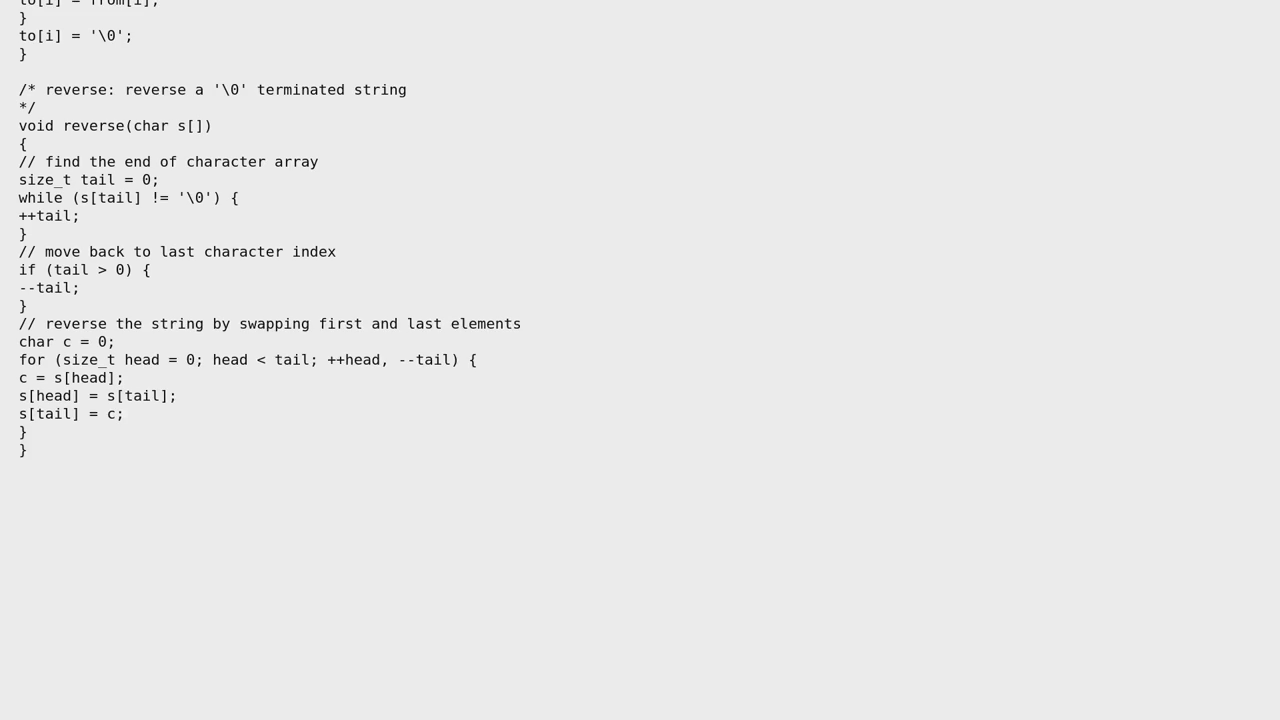 to[i] = from[i];
}
to[i] = '\0';
}

/* reverse: reverse a '\0' terminated string
*/
void reverse(char s[])
{
// find the end of character array
size_t tail = 0;
while (s[tail] != '\0') {
++tail;
}
// move back to last character index
if (tail > 0) {
--tail;
}
// reverse the string by swapping first and last elements
char c = 0;
for (size_t head = 0; head < tail; ++head, --tail) {
c = s[head];
s[head] = s[tail];
s[tail] = c;
}
}